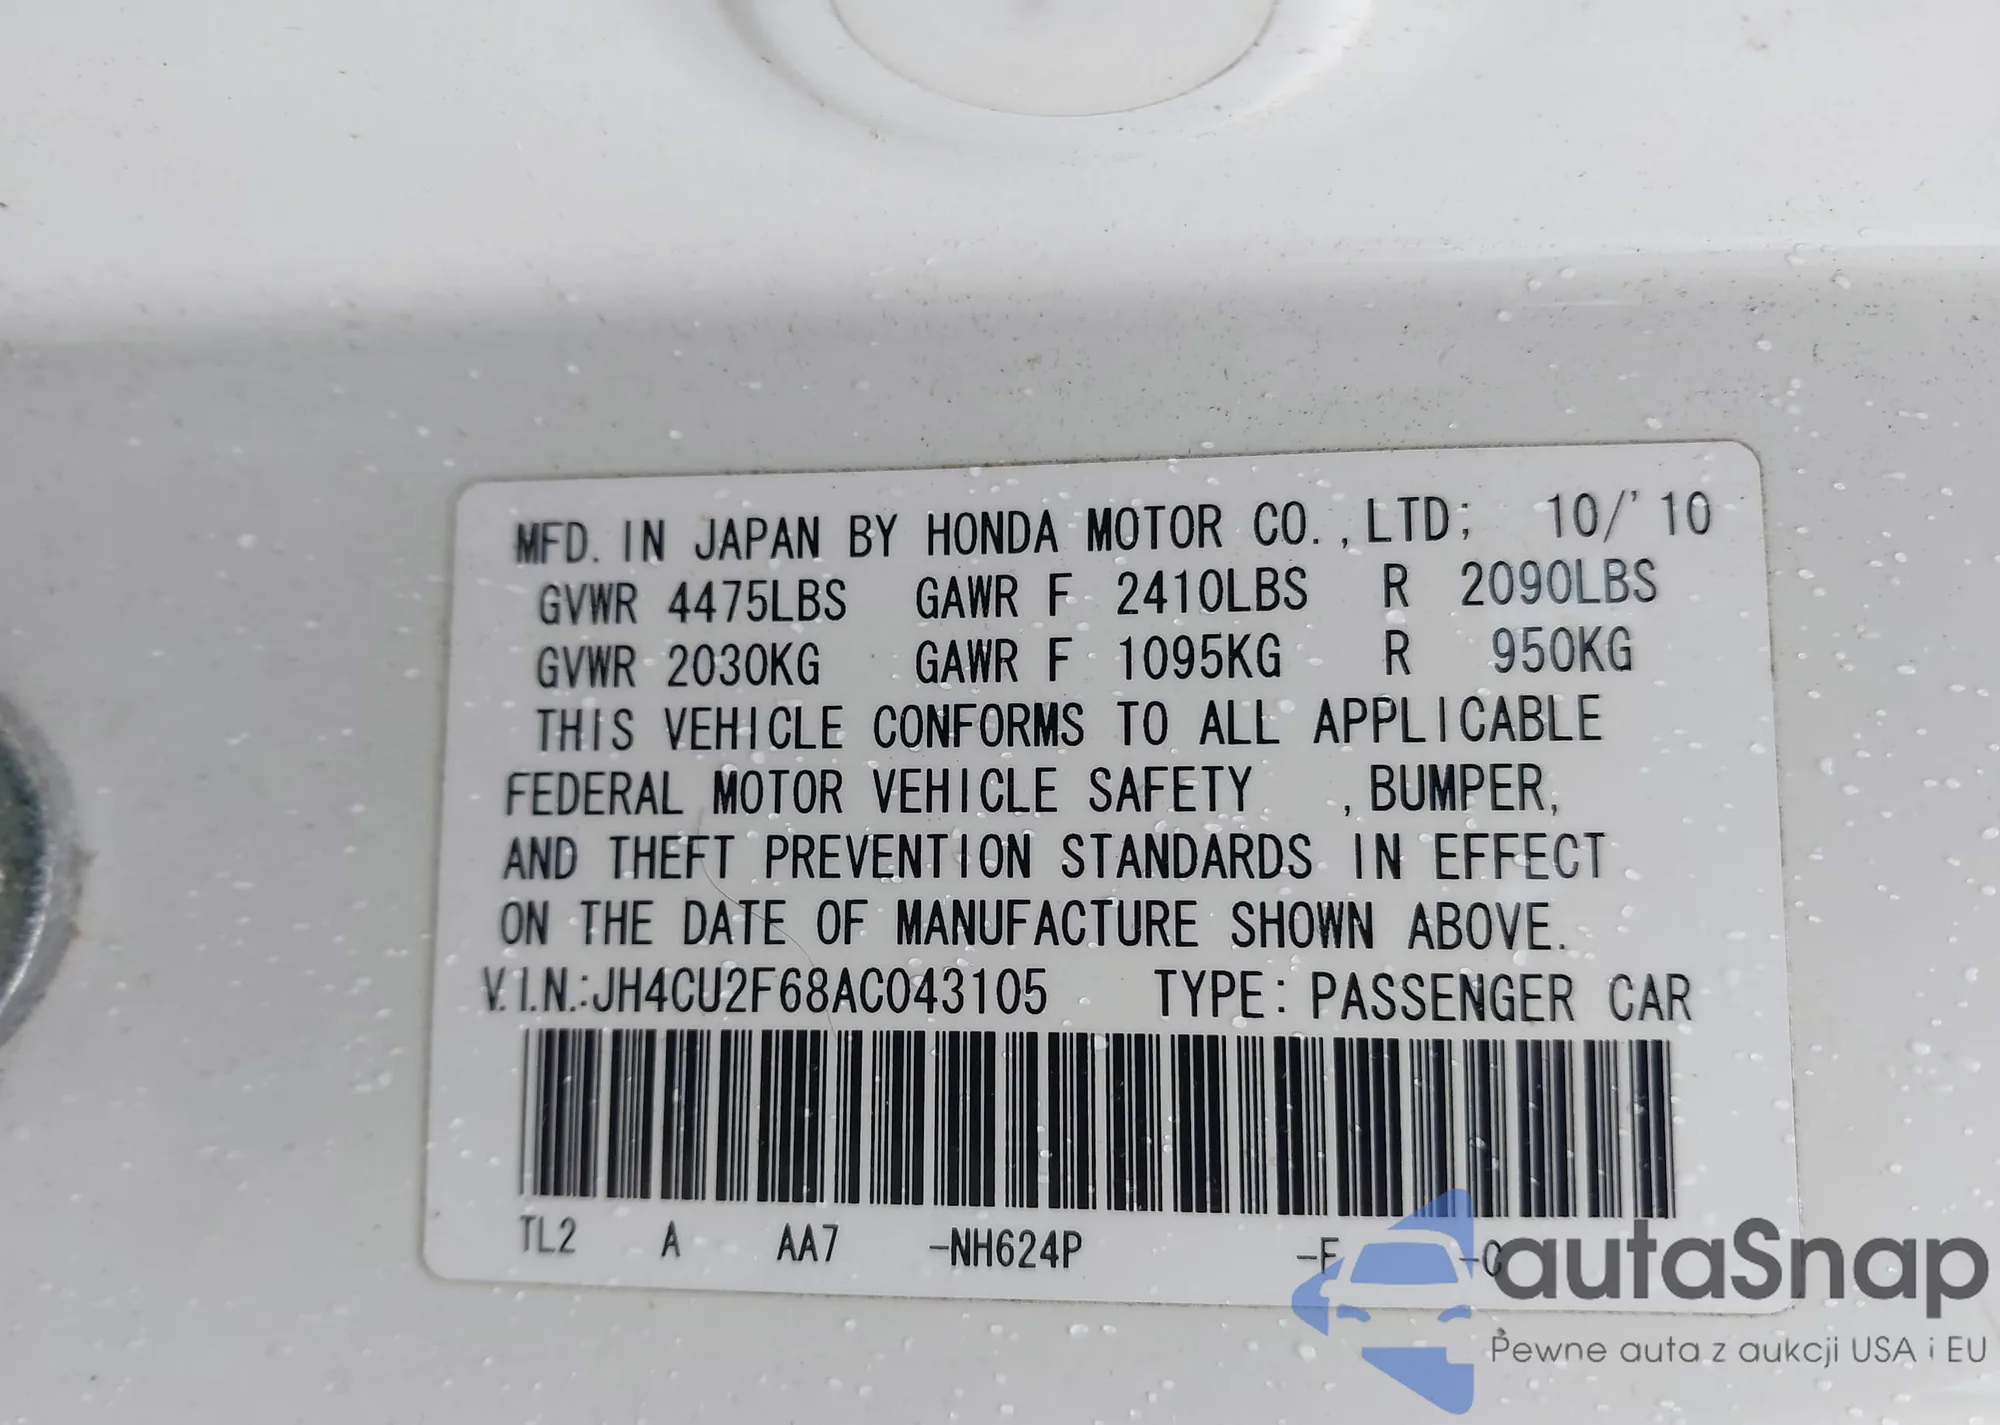 MFD. IN JAPAN BY HONDA MOTOR CO.,LTD; 10/'10
GVWR 4475LBS GAWR F 2410LBS R 2090LBS
GVWR 2030KG GAWR F 1095KG R 950KG
THIS VEHICLE CONFORMS TO ALL APPLICABLE
FEDERAL MOTOR VEHICLE SAFETY , BUMPER,
AND THEFT PREVENTION STANDARDS IN EFFECT
ON THE DATE OF MANUFACTURE SHOWN ABOVE.
V.I.N.:JH4CU2F68AC043105 TYPE: PASSENGER CAR
TL2 A AA7 -NH624P -F -C
autaSnap
Pewne auta z aukcji USA i EU